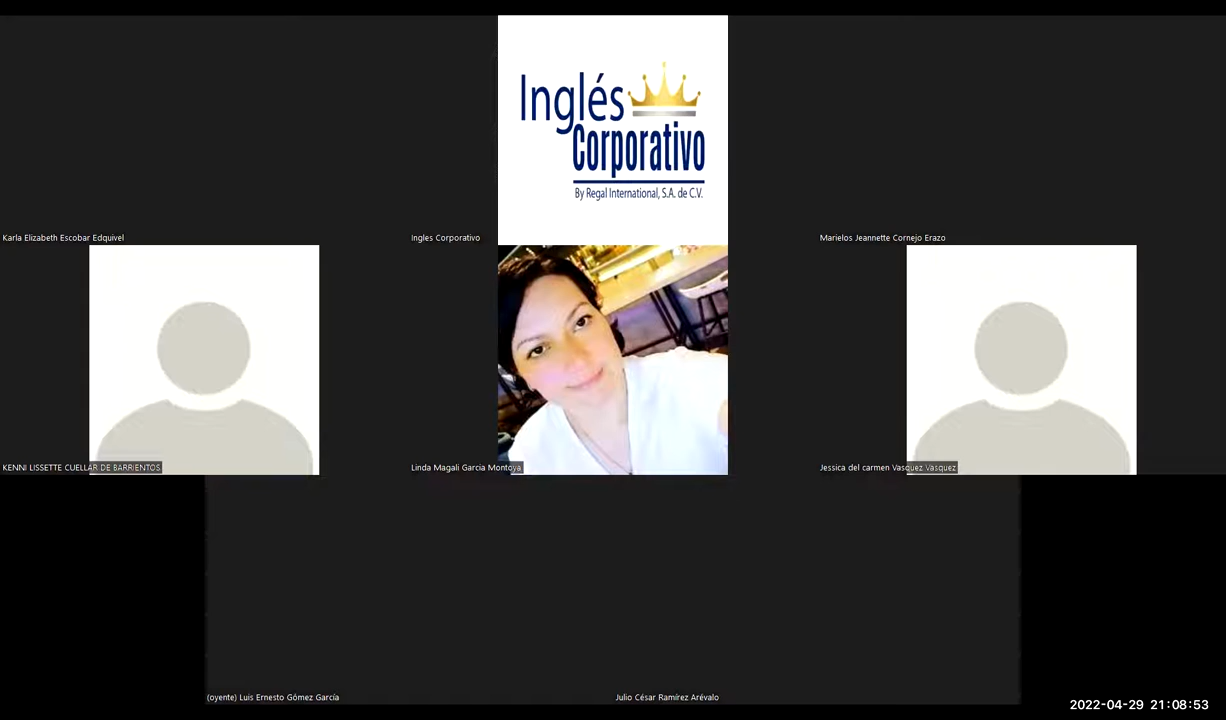 Inglés
Corporativo
By Regal International, S.A. de C.V.
Karla Elizabeth Escobar Edquivel
Ingles Corporativo
Marielos Jeannette Cornejo Erazo
KENNI LISSETTE CUELLAR DE BARRIENTOS
Linda Magali Garcia Montoya
Jessica del carmen Vasquez Vasquez
(oyente) Luis Ernesto Gómez García
Julio César Ramírez Arévalo
2022-04-29 21:08:53